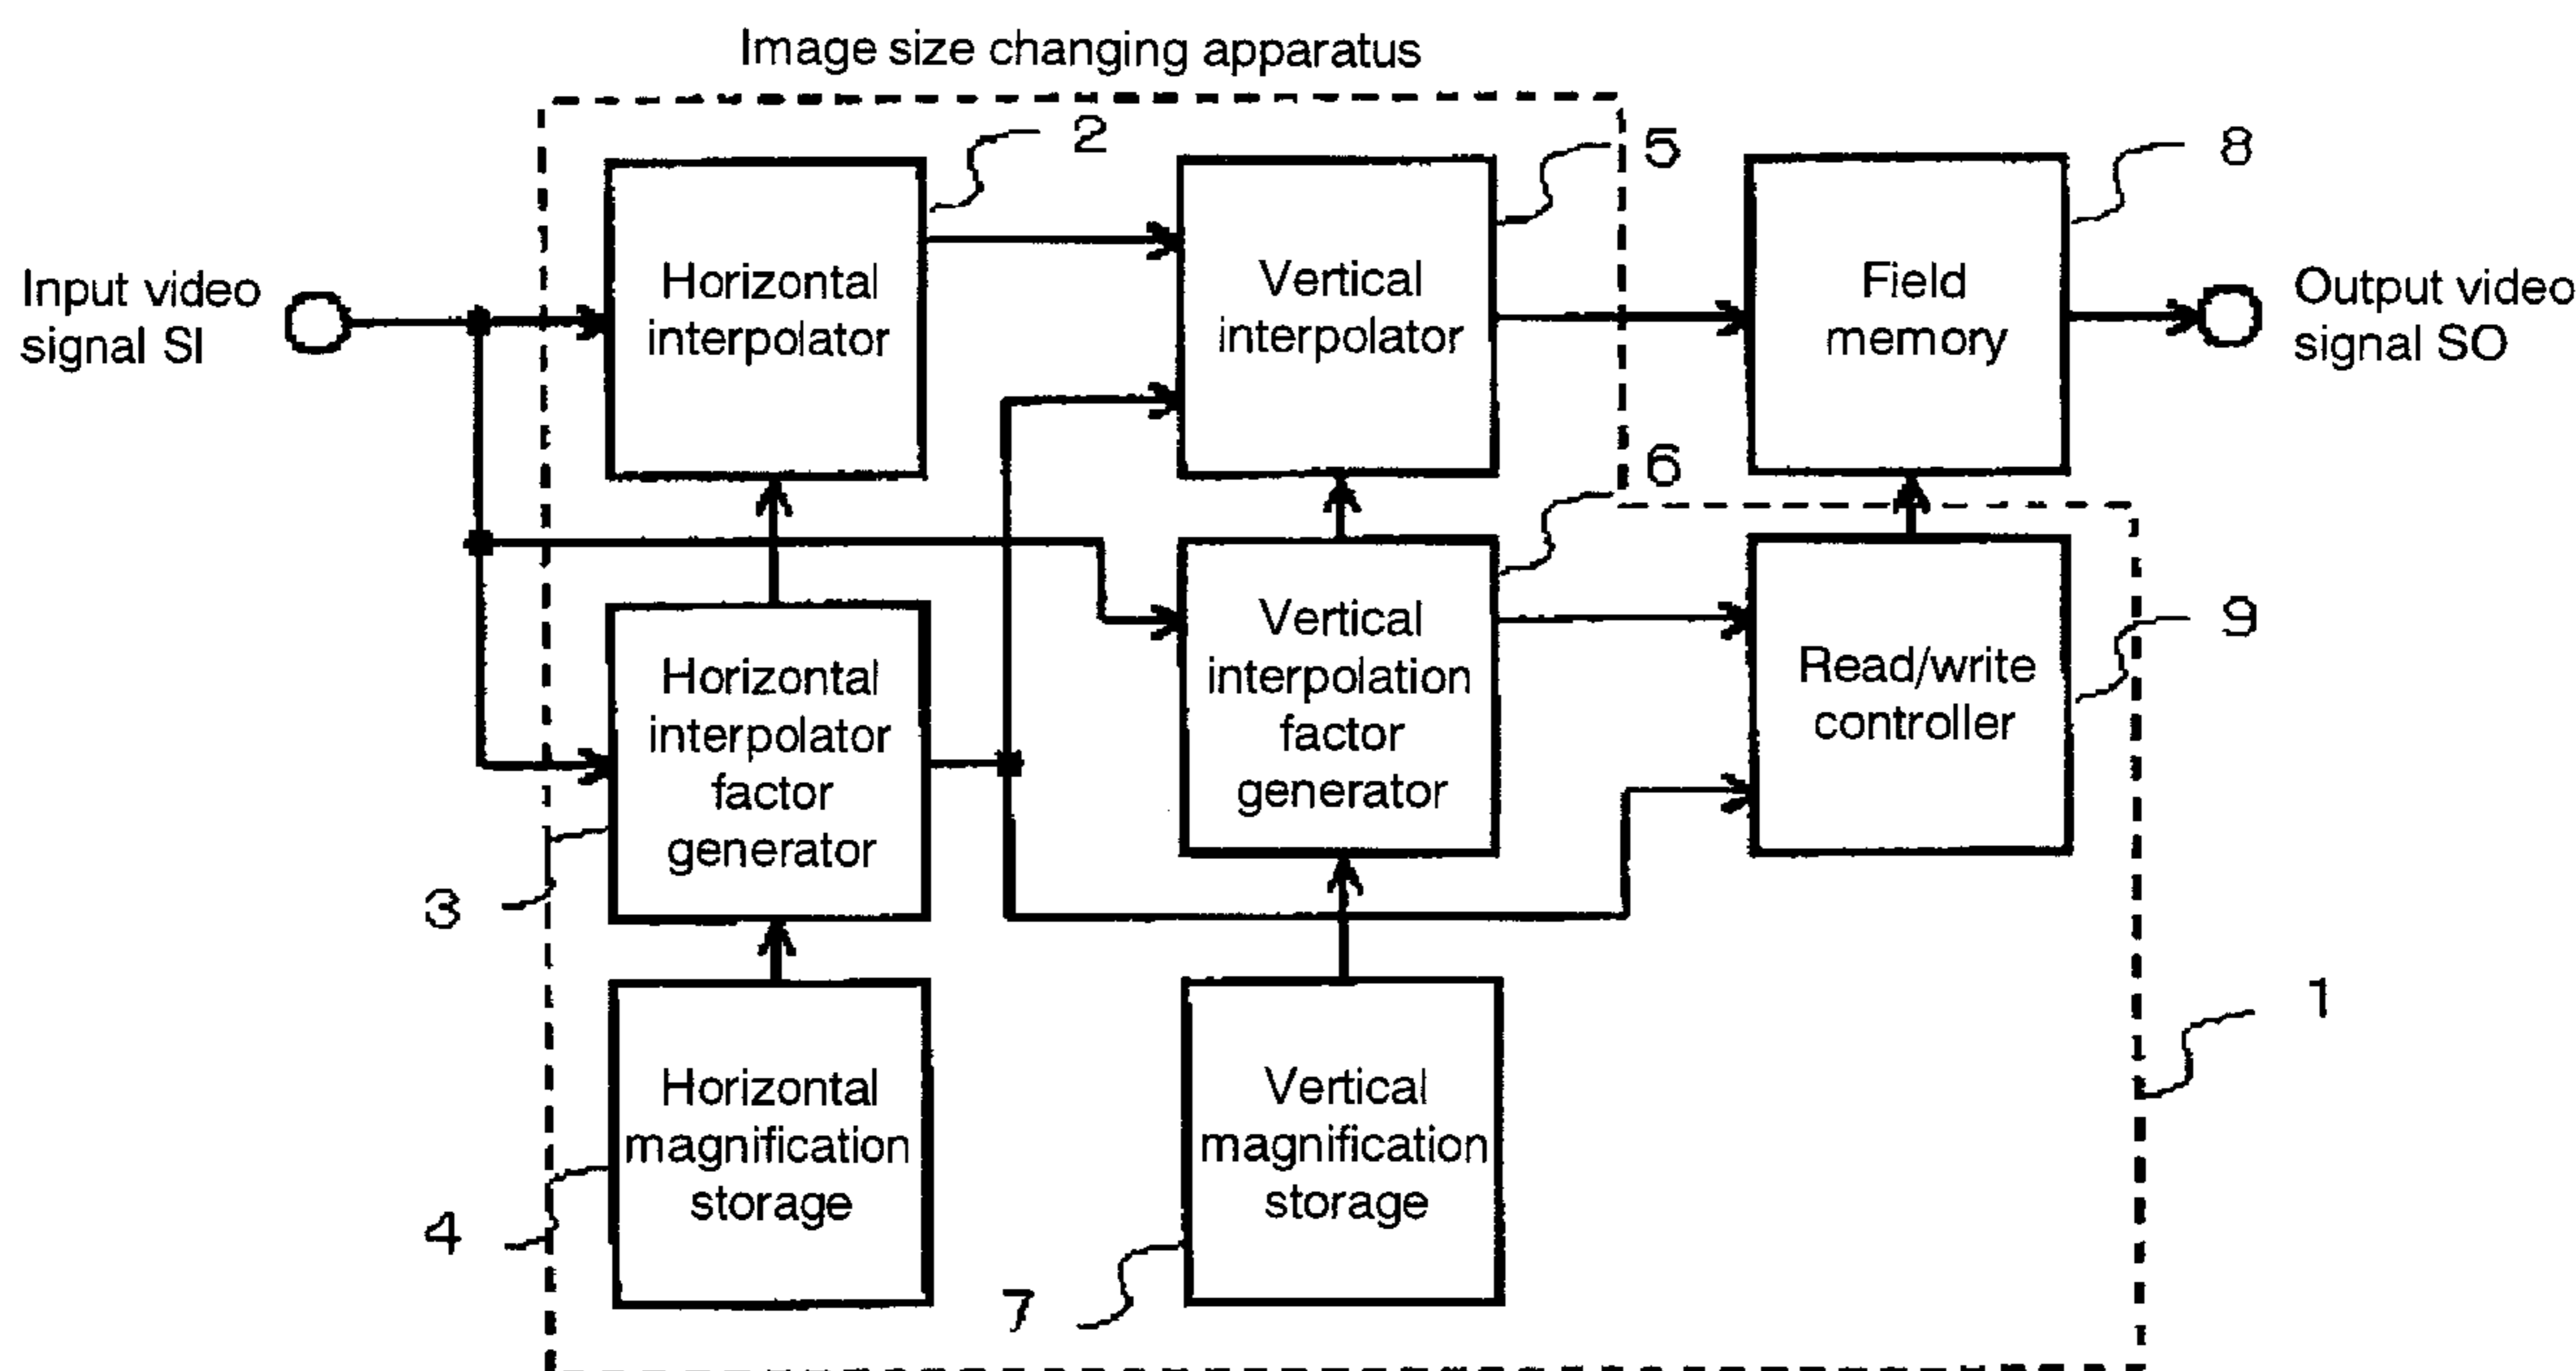 Image size changing apparatus
2
5
8
Input video
signal SI
Horizontal
interpolator
Vertical
interpolator
Field
memory
Output video
signal SO
6
Horizontal
interpolator
factor
generator
Vertical
interpolation
factor
generator
Read/write
controller
9
3
1
Horizontal
magnification
storage
Vertical
magnification
storage
4
7